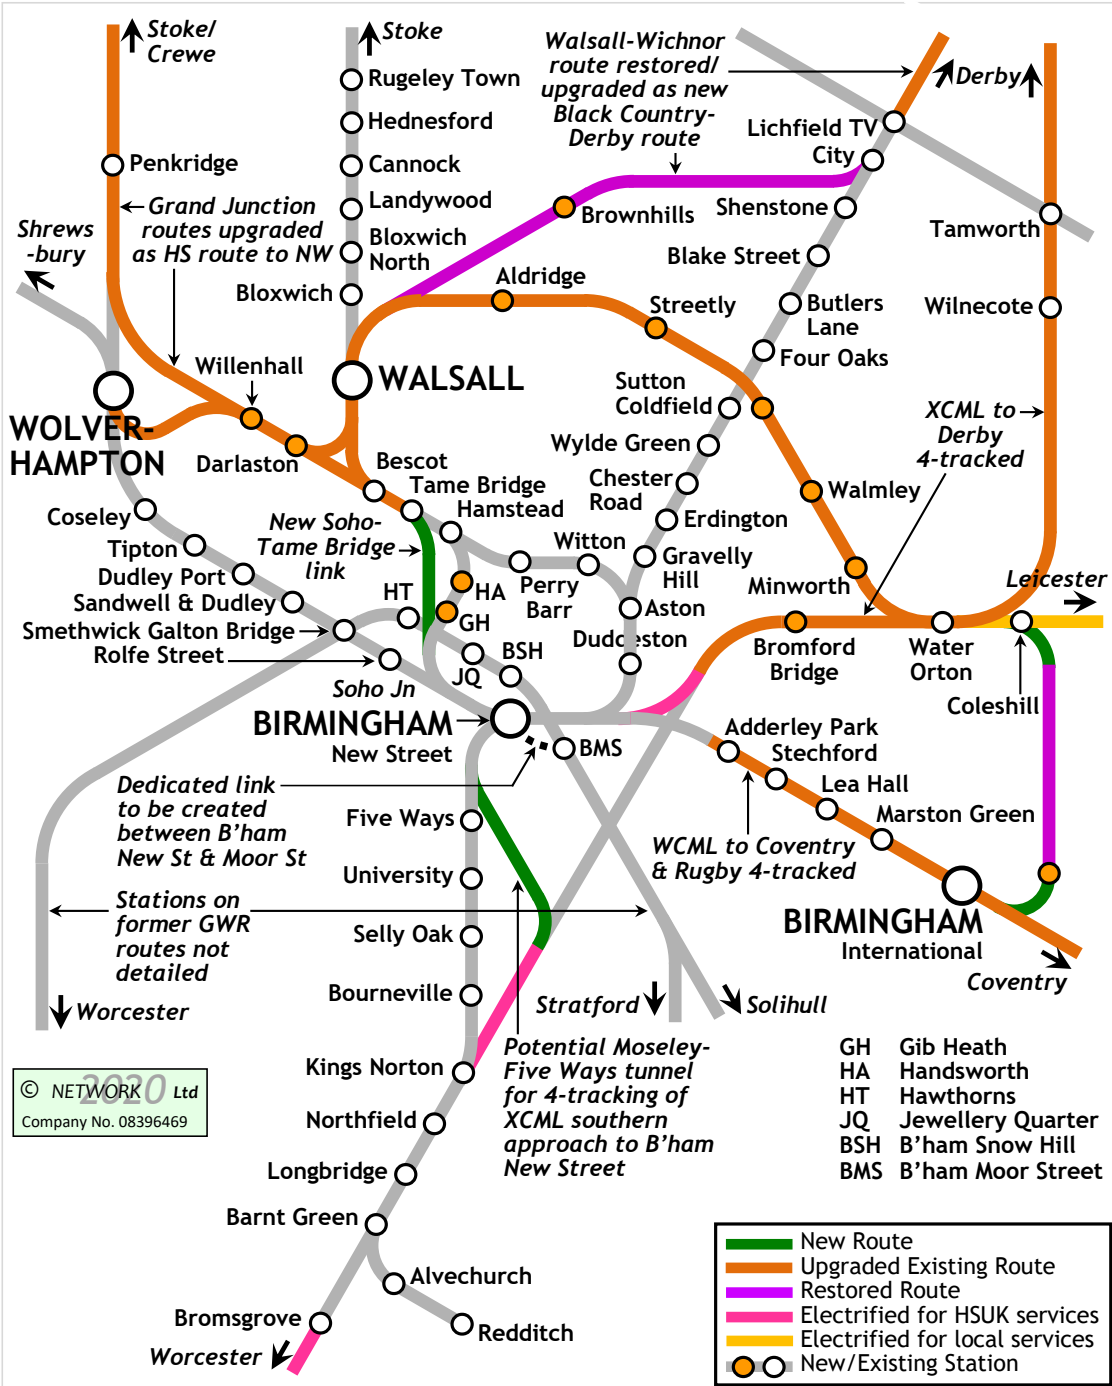 Stoke/
Crewe
Stoke
Rugeley Town
Hednesford
Cannock
Landywood
Bloxwich
North
Bloxwich
Penkridge
Grand Junction
routes upgraded
as HS route to NW
Shrews
-bury
Walsall-Wichnor
route restored/
upgraded as new
Black Country-
Derby route
Derby
Lichfield TV
City
Shenstone
Blake Street
Butlers
Lane
Four Oaks
Tamworth
Wilnecote
Brownhills
Aldridge
Streetly
Willenhall
WALSALL
WOLVER-
HAMPTON
Darlaston
Sutton
Coldfield
Wylde Green
Chester
Road
Erdington
Gravelly
Hill
Aston
Duddeston
XCML to
Derby
4-tracked
Walmley
Minworth
Bescot
Tame Bridge
Hamstead
Witton
Perry
Barr
New Soho-
Tame Bridge
link
Coseley
Tipton
Dudley Port
Sandwell & Dudley
Smethwick Galton Bridge
Rolfe Street
Soho Jn
HT
HA
GH
JQ
BSH
BMS
Leicester
Bromford
Bridge
Water
Orton
Coleshill
BIRMINGHAM
New Street
Adderley Park
Stechford
Lea Hall
Marston Green
WCML to Coventry
& Rugby 4-tracked
BIRMINGHAM
International
Coventry
Dedicated link
to be created
between B'ham
New St & Moor St
Five Ways
University
Selly Oak
Bourneville
Kings Norton
Northfield
Longbridge
Barnt Green
Alvechurch
Redditch
Bromsgrove
Worcester
Stations on
former GWR
routes not
detailed
Worcester
Stratford
Solihull
Potential Moseley-
Five Ways tunnel
for 4-tracking of
XCML southern
approach to B'ham
New Street
GH Gib Heath
HA Handsworth
HT Hawthorns
JQ Jewellery Quarter
BSH B'ham Snow Hill
BMS B'ham Moor Street
© NETWORK 2020 Ltd
Company No. 08396469
New Route
Upgraded Existing Route
Restored Route
Electrified for HSUK services
Electrified for local services
New/Existing Station